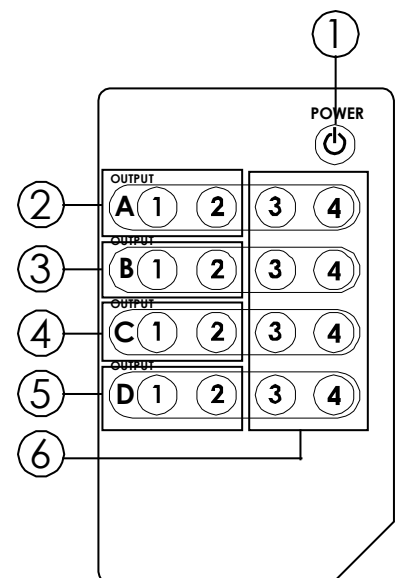 1
POWER
OUTPUT
2 A 1 2 3 4
OUTPUT
3 B 1 2 3 4
OUTPUT
4 C 1 2 3 4
OUTPUT
5 D 1 2 3 4
6